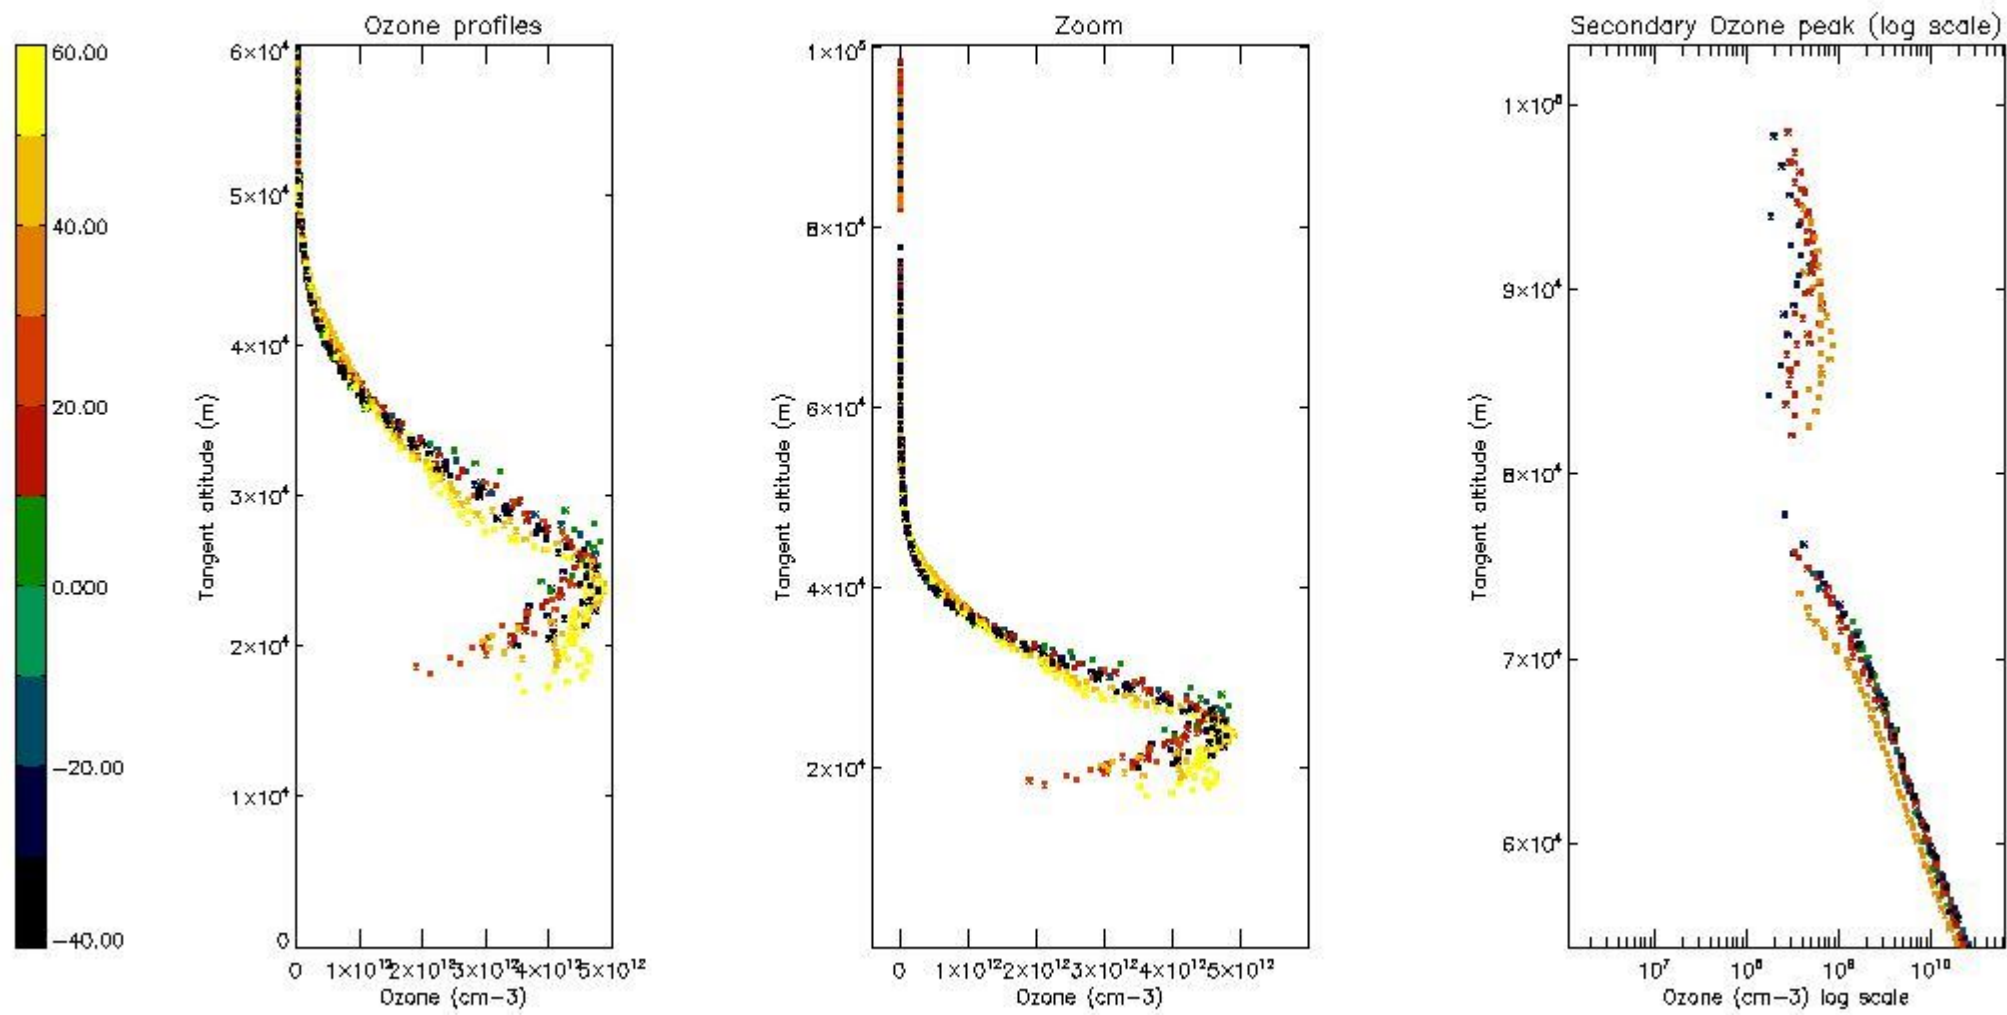 Ozone profiles
Zoom
Secondary Ozone peak (log scale)
60.00
40.00
20.00
0.000
−20.00
−40.00
6×10⁴
5×10⁴
4×10⁴
3×10⁴
2×10⁴
1×10⁴
0
Tangent altitude (m)
0 1×10¹² 2×10¹² 3×10¹² 4×10¹² 5×10¹²
Ozone (cm−3)
1×10⁵
8×10⁴
6×10⁴
4×10⁴
2×10⁴
Tangent altitude (m)
0 1×10¹² 2×10¹² 3×10¹² 4×10¹² 5×10¹²
Ozone (cm−3)
9×10⁴
8×10⁴
7×10⁴
6×10⁴
Tangent altitude (m)
10⁷ 10¹⁰
Ozone (cm−3) log scale